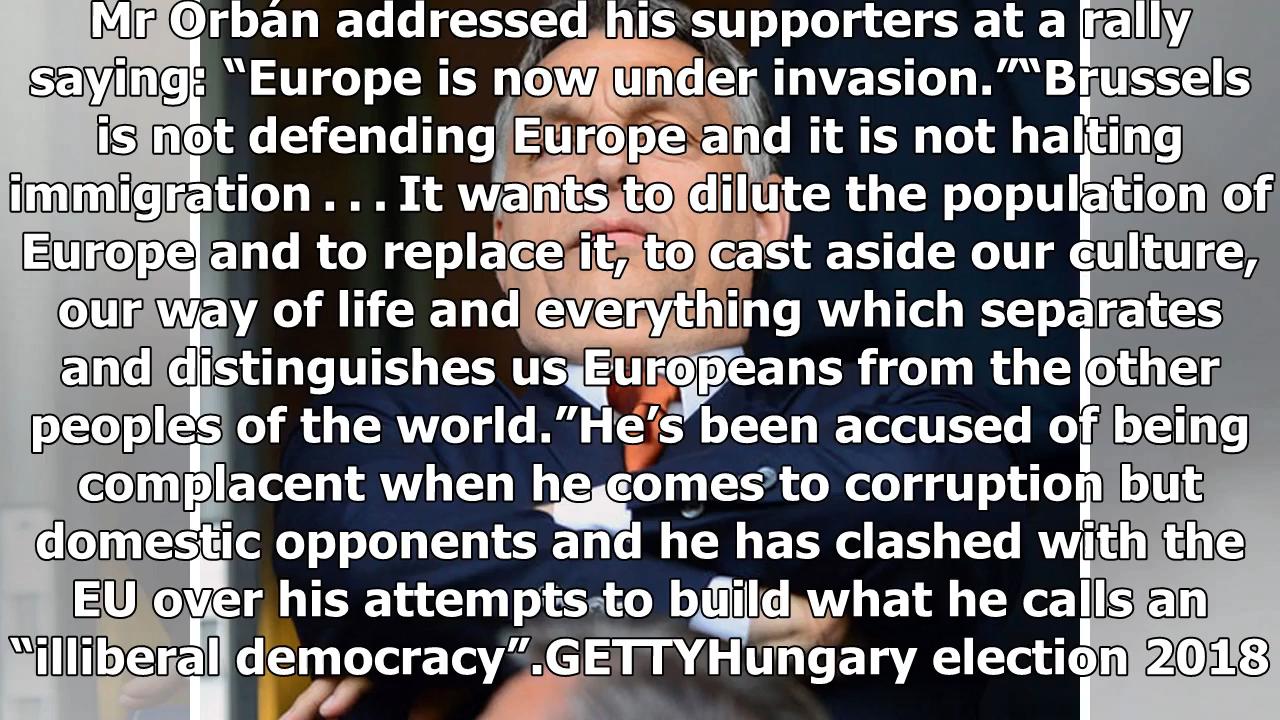 Mr Orbán addressed his supporters at a rally
saying: “Europe is now under invasion.”“Brussels
is not defending Europe and it is not halting
immigration . . . It wants to dilute the population of
Europe and to replace it, to cast aside our culture,
our way of life and everything which separates
and distinguishes us Europeans from the other
peoples of the world.”He’s been accused of being
complacent when he comes to corruption but
domestic opponents and he has clashed with the
EU over his attempts to build what he calls an
“illiberal democracy”.GETTYHungary election 2018